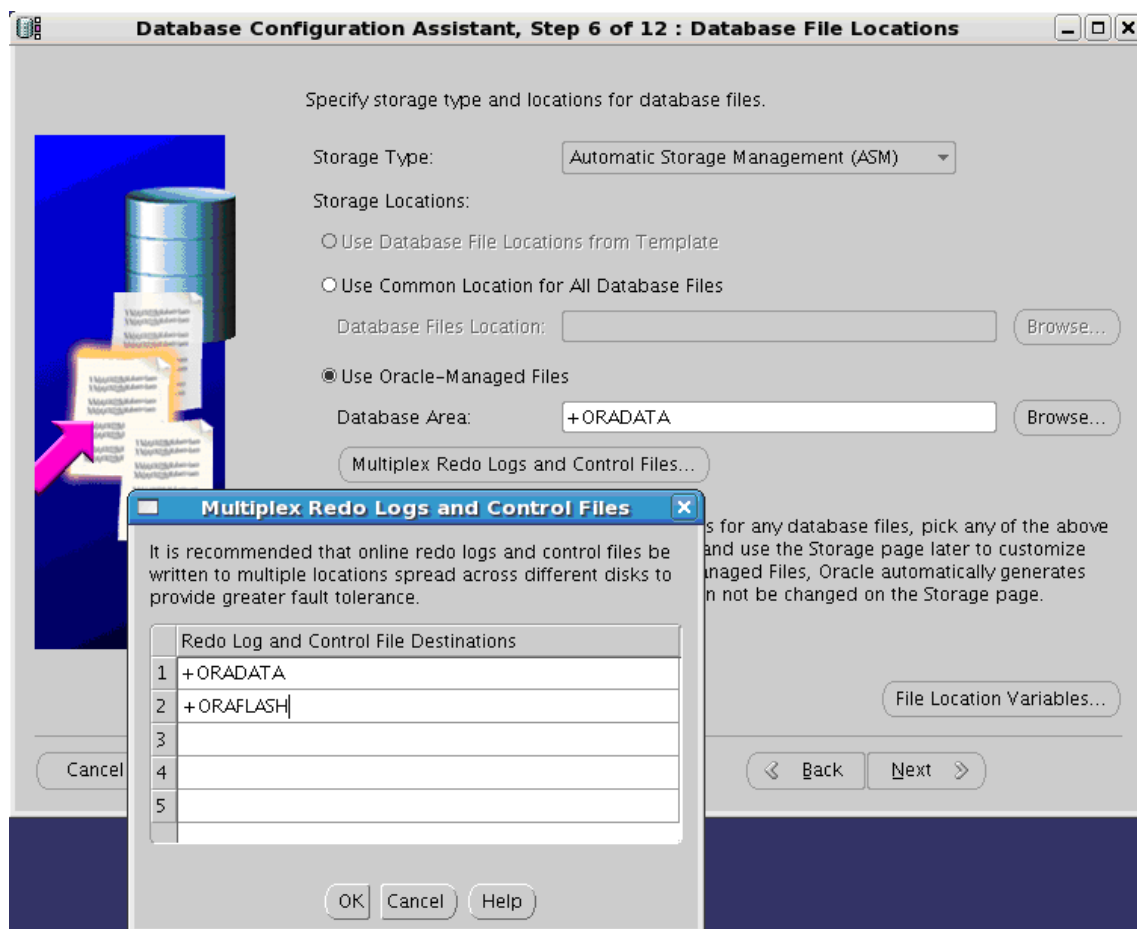 Database Configuration Assistant, Step 6 of 12 : Database File Locations
Specify storage type and locations for database files.
Storage Type: Automatic Storage Management (ASM)
Storage Locations:
Use Database File Locations from Template
Use Common Location for All Database Files
Database Files Location: Browse...
Use Oracle-Managed Files
Database Area: +ORADATA Browse...
Multiplex Redo Logs and Control Files...
s for any database files, pick any of the above
and use the Storage page later to customize
naged Files, Oracle automatically generates
n not be changed on the Storage page.
File Location Variables...
Cancel Back Next
Multiplex Redo Logs and Control Files
It is recommended that online redo logs and control files be
written to multiple locations spread across different disks to
provide greater fault tolerance.
Redo Log and Control File Destinations
1 +ORADATA
2 +ORAFLASH
3
4
5
OK Cancel Help